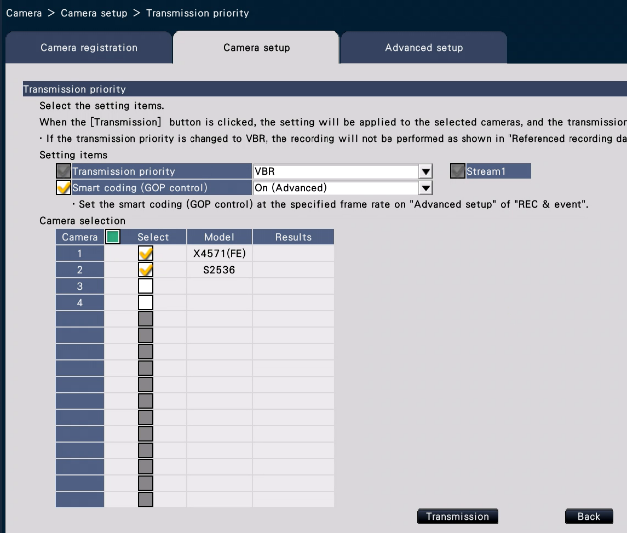 Camera > Camera setup > Transmission priority
Camera registration Camera setup Advanced setup
Transmission priority
Select the setting items.
When the [Transmission] button is clicked, the setting will be applied to the selected cameras, and the transmission
・If the transmission priority is changed to VBR, the recording will not be performed as shown in 'Referenced recording da
Setting items
Transmission priority VBR Stream1
Smart coding (GOP control) On (Advanced)
・Set the smart coding (GOP control) at the specified frame rate on "Advanced setup" of "REC & event".
Camera selection
Camera Select Model Results
1 X4571(FE)
2 S2536
3
4
Transmission Back